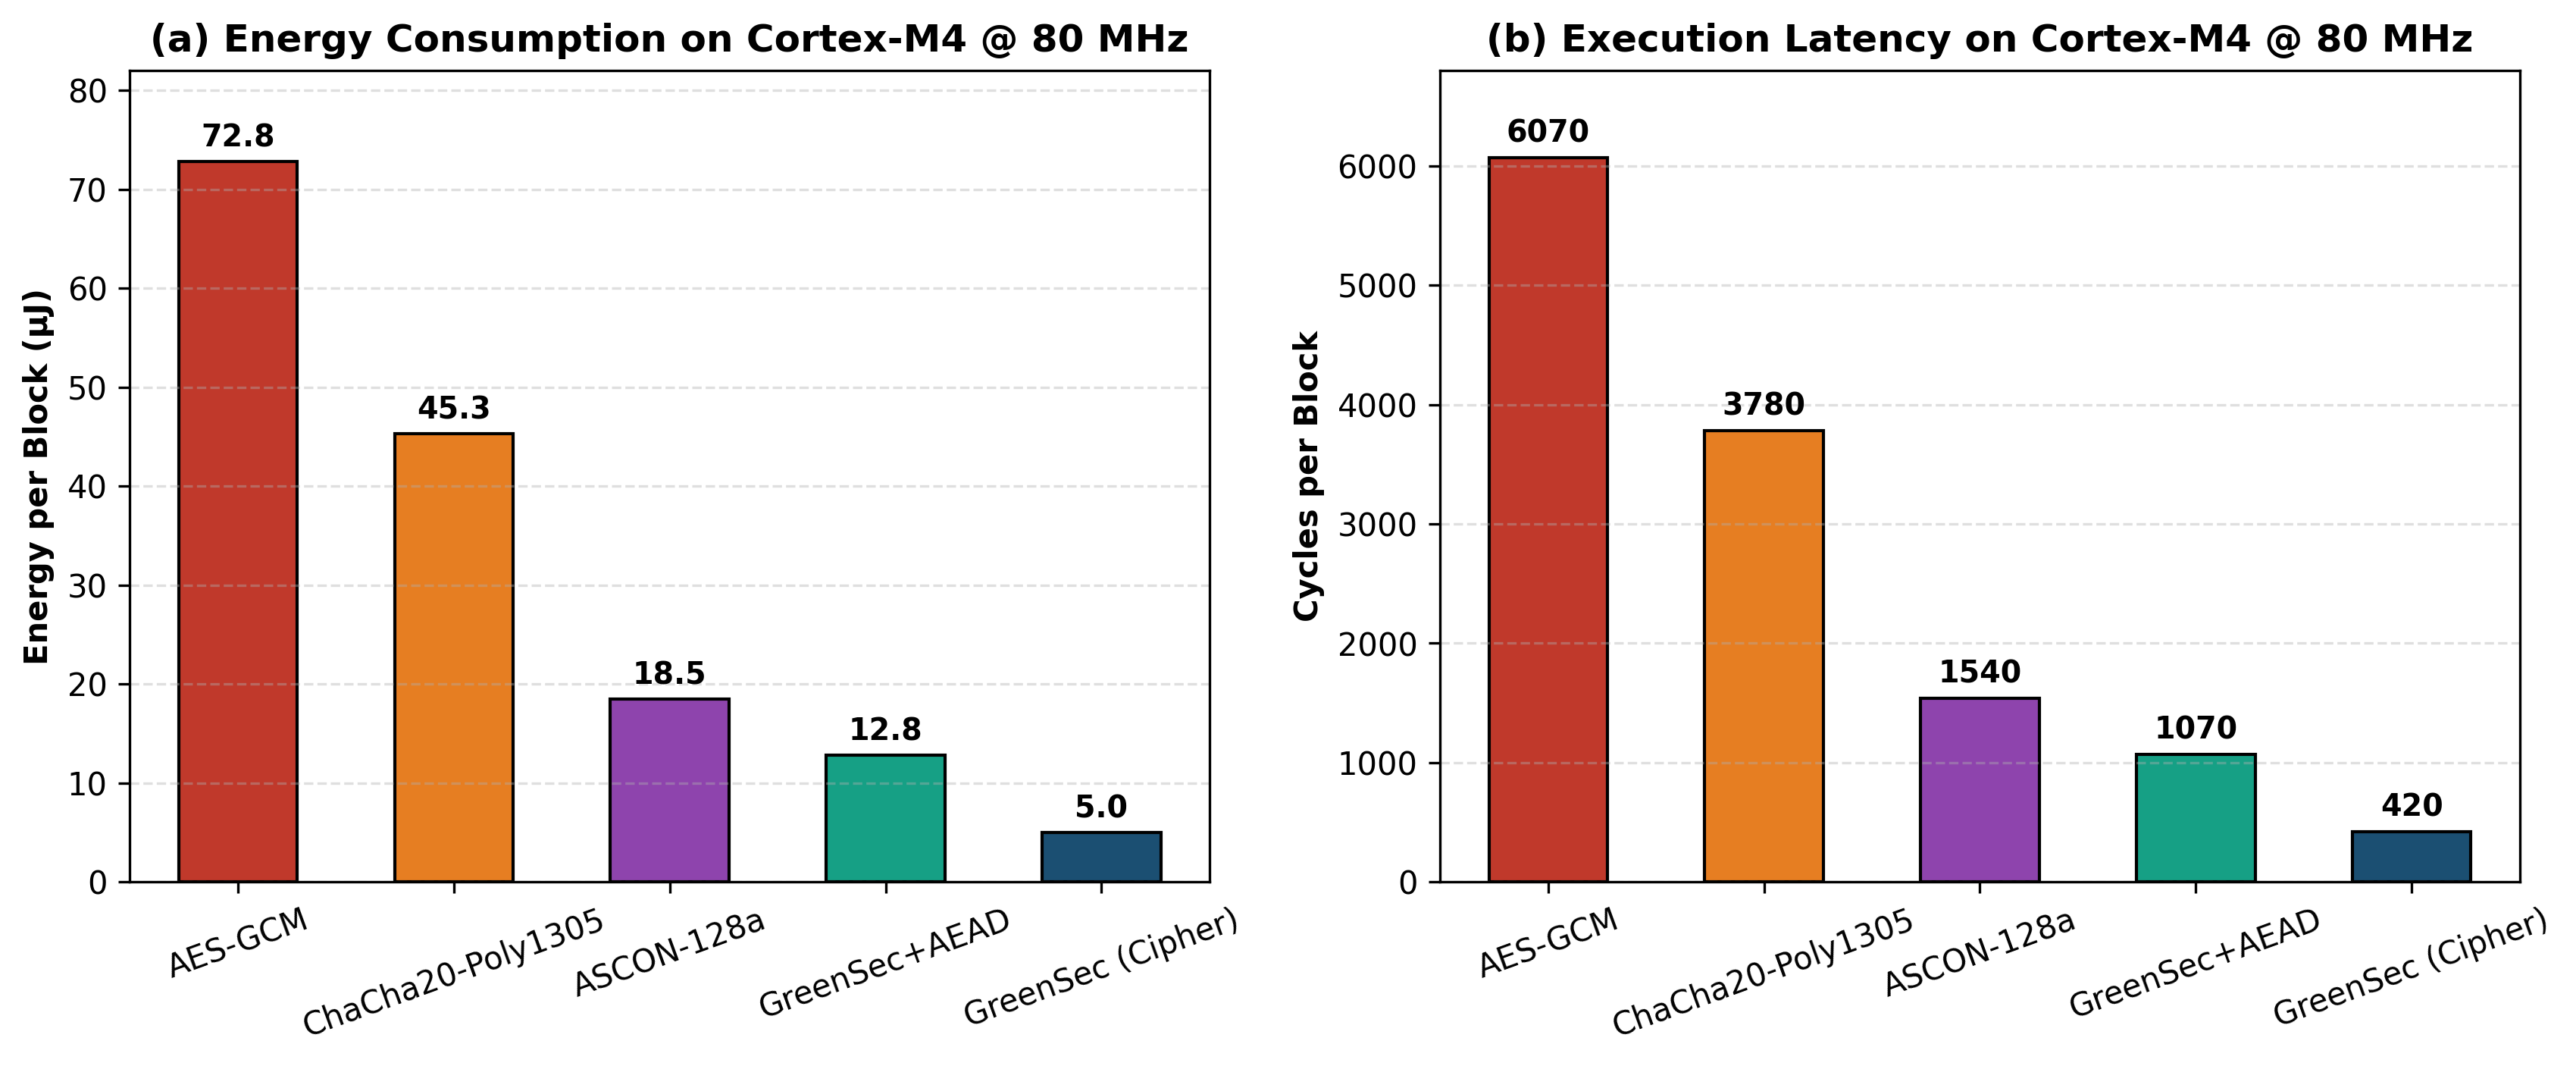 (a) Energy Consumption on Cortex-M4 @ 80 MHz
Energy per Block (µJ)
80
70
60
50
40
30
20
10
0
72.8
45.3
18.5
12.8
5.0
AES-GCM
ChaCha20-Poly1305
ASCON-128a
GreenSec+AEAD
GreenSec (Cipher)
(b) Execution Latency on Cortex-M4 @ 80 MHz
Cycles per Block
6000
5000
4000
3000
2000
1000
0
6070
3780
1540
1070
420
AES-GCM
ChaCha20-Poly1305
ASCON-128a
GreenSec+AEAD
GreenSec (Cipher)